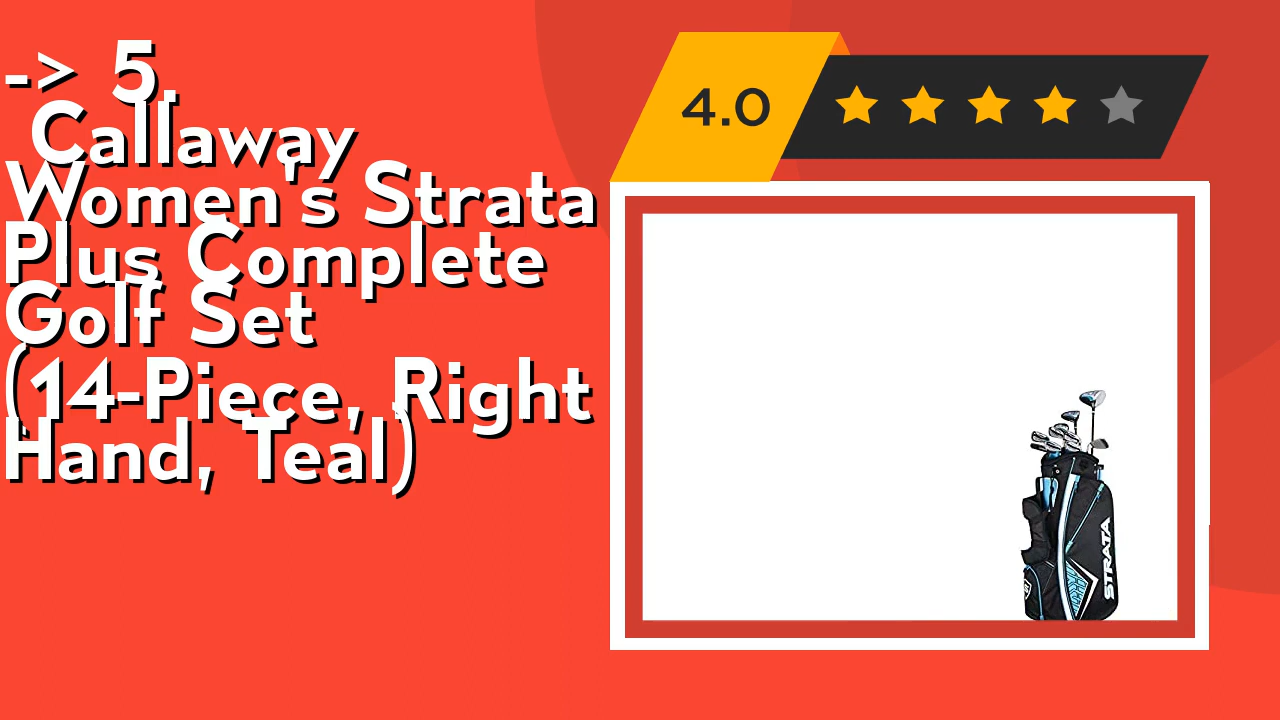 -> 5.
Callaway
Women's Strata
Plus Complete
Golf Set
(14-Piece, Right
Hand, Teal)
4.0
STRATA